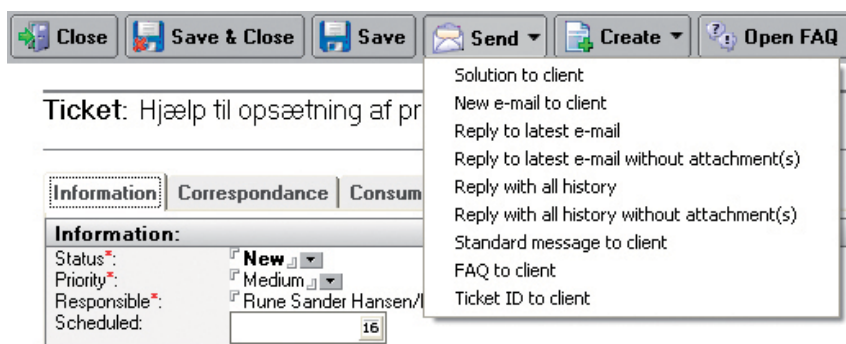 Close Save & Close Save Send Create Open FAQ
Solution to client
New e-mail to client
Reply to latest e-mail
Reply to latest e-mail without attachment(s)
Reply with all history
Reply with all history without attachment(s)
Standard message to client
FAQ to client
Ticket ID to client
Ticket: Hjælp til opsætning af pr
Information Correspondance Consum
Information:
Status*: New
Priority*: Medium
Responsible*: Rune Sander Hansen/
Scheduled: 16